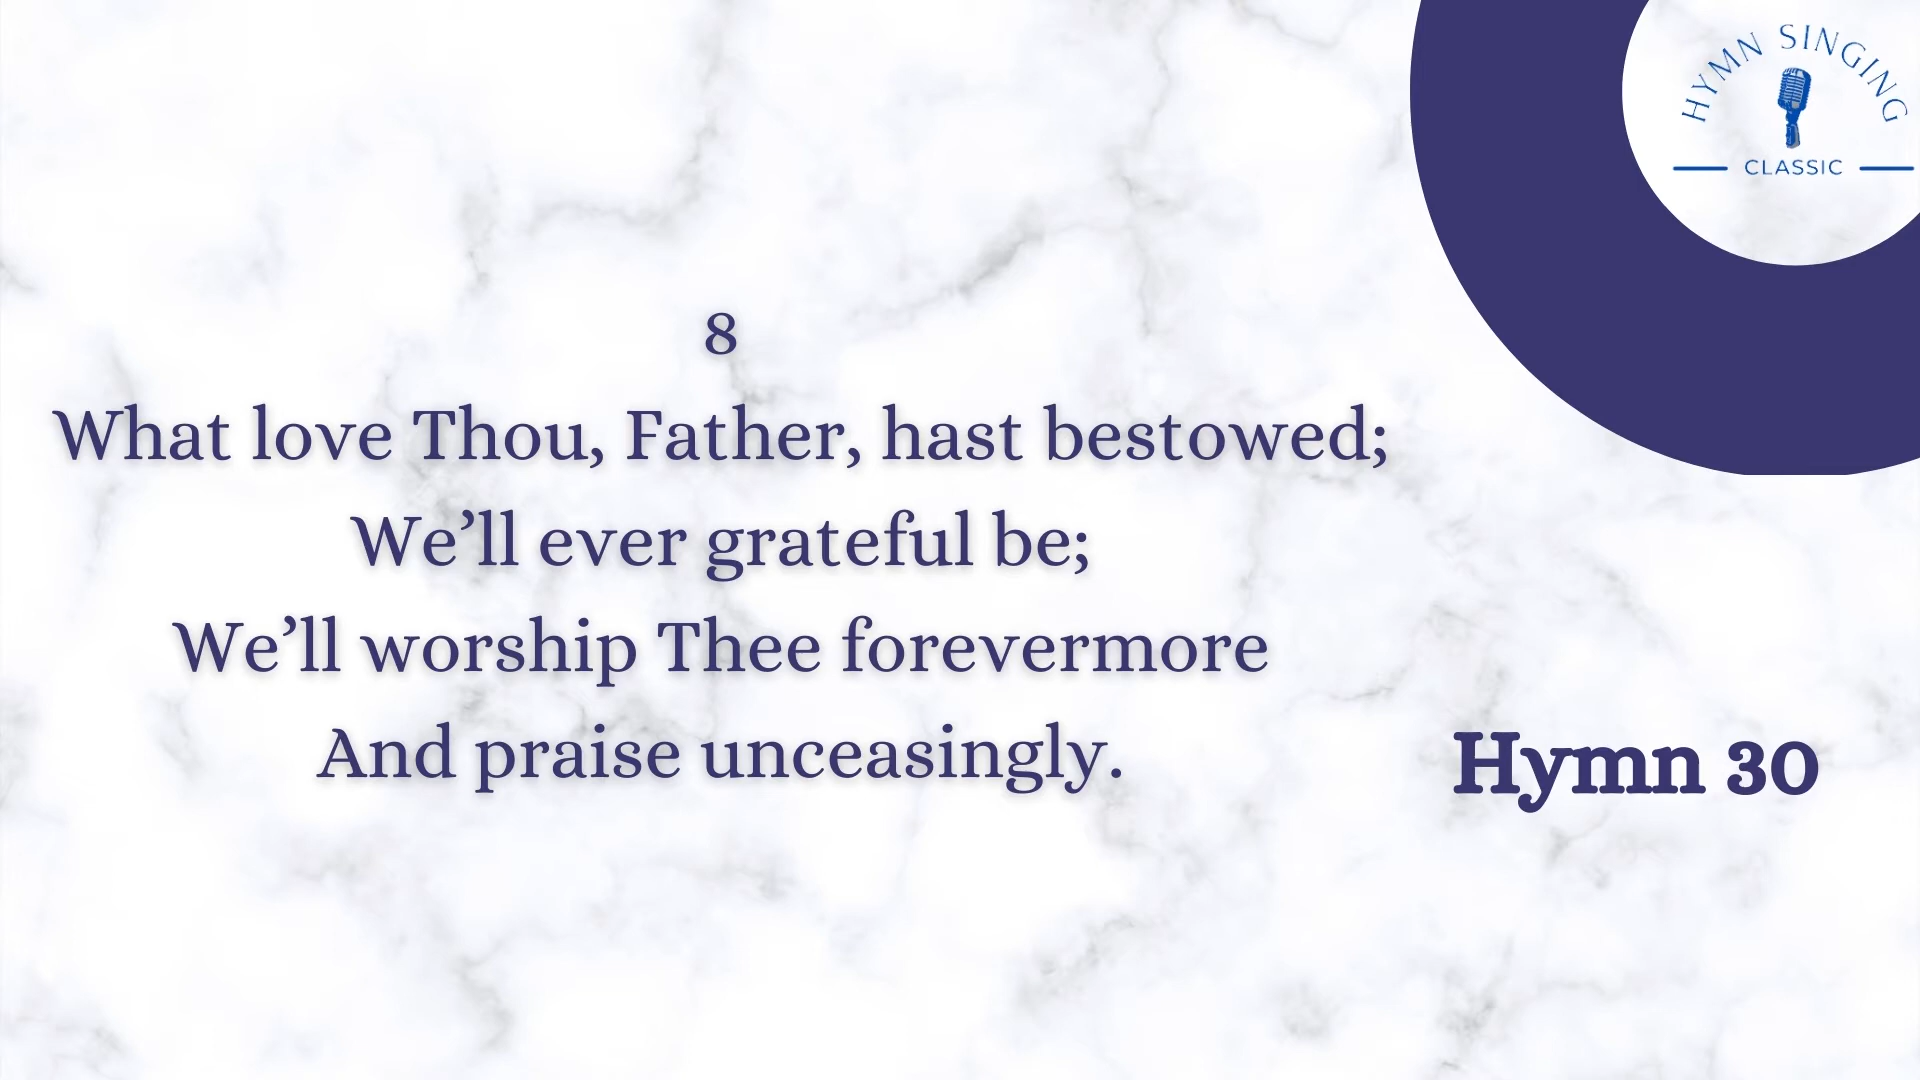 HYMN SINGING
CLASSIC
8
What love Thou, Father, hast bestowed;
We’ll ever grateful be;
We’ll worship Thee forevermore
And praise unceasingly.
Hymn 30